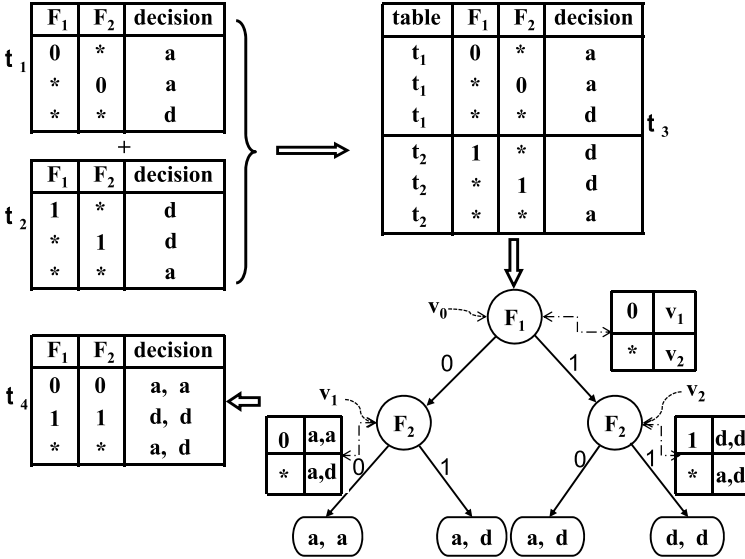 F1 F2 decision
t1
0 * a
* 0 a
* * d
+
F1 F2 decision
t2
1 * d
* 1 d
* * a
table F1 F2 decision
t1 0 * a
t1 * 0 a
t1 * * d
t3
t2 1 * d
t2 * 1 d
t2 * * a
v0
F1
0 v1
* v2
0
1
F1 F2 decision
t4
0 0 a, a
1 1 d, d
* * a, d
v1
F2
0 a,a
* a,d
v2
F2
1 d,d
* a,d
0
1
0
1
a, a
a, d
a, d
d, d